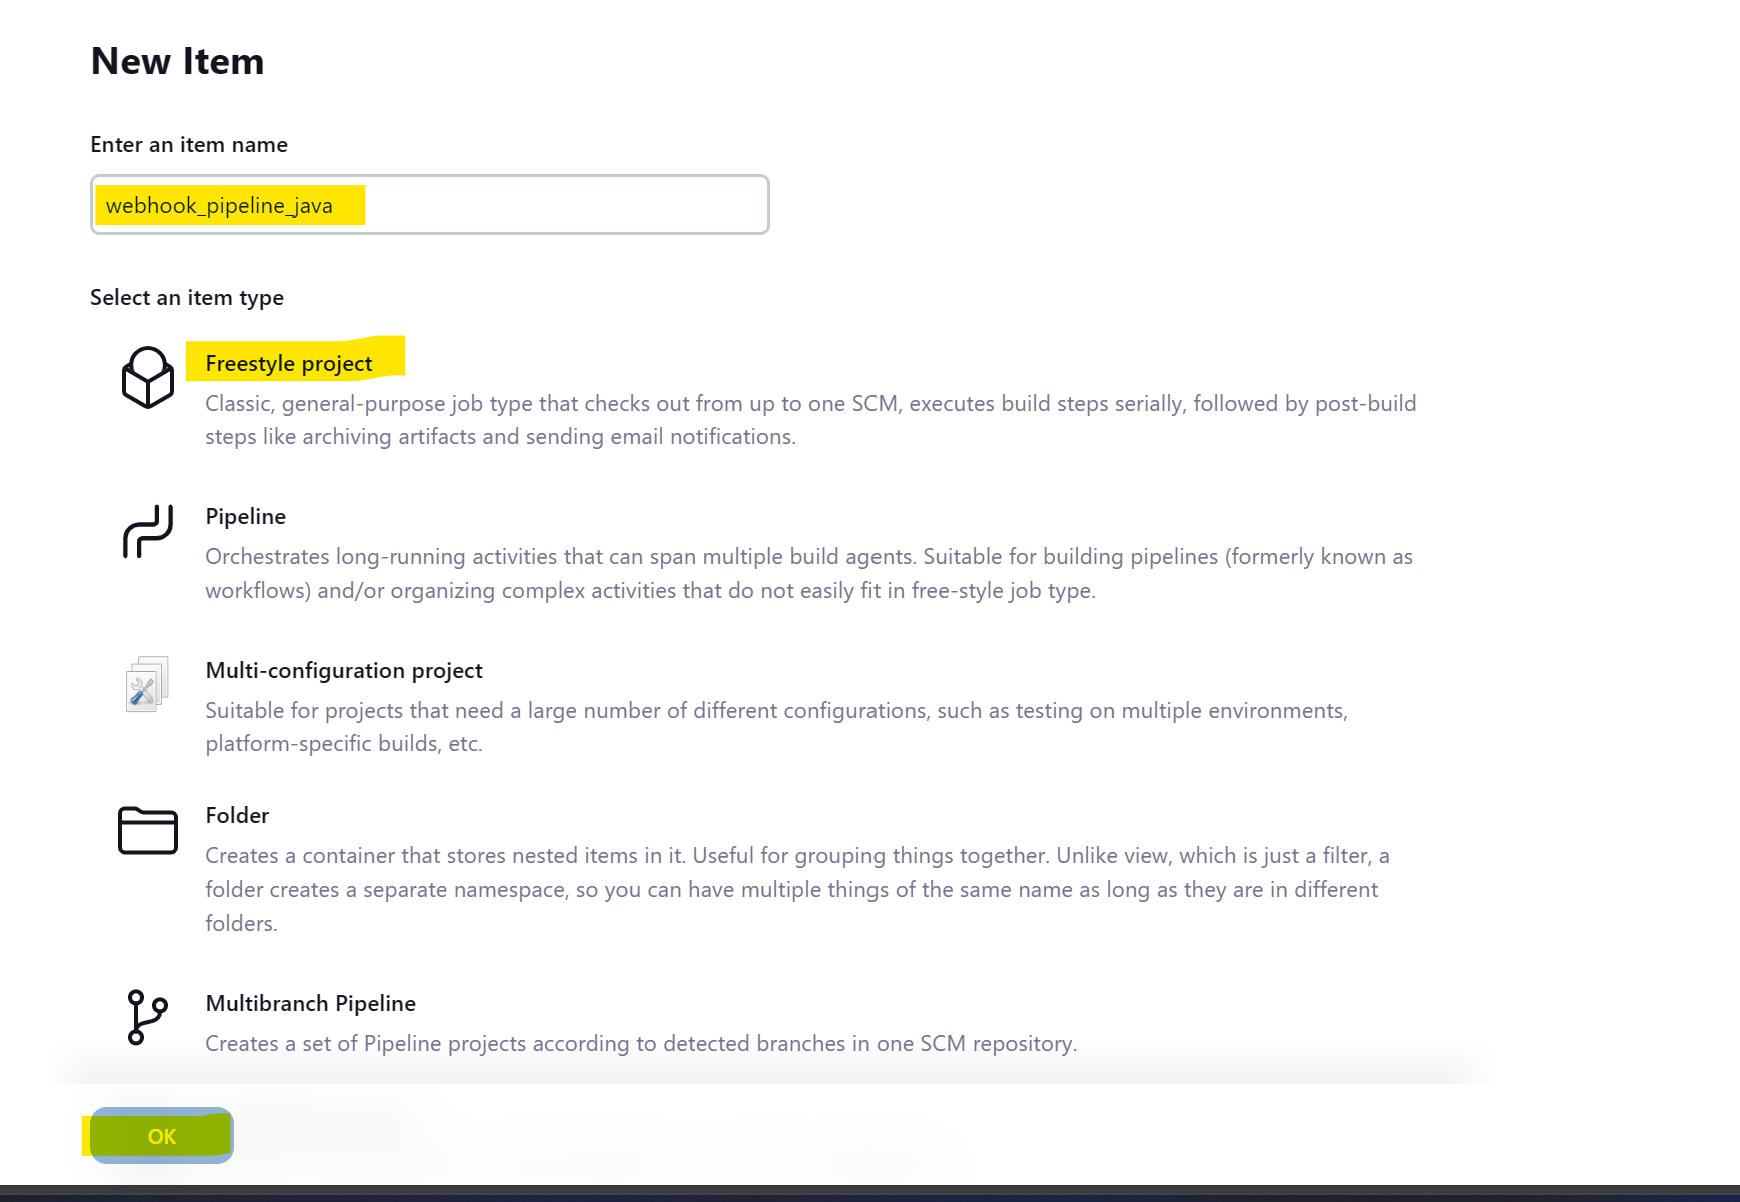 New Item
Enter an item name
webhook_pipeline_java
Select an item type
Freestyle project
Classic, general-purpose job type that checks out from up to one SCM, executes build steps serially, followed by post-build
steps like archiving artifacts and sending email notifications.
Pipeline
Orchestrates long-running activities that can span multiple build agents. Suitable for building pipelines (formerly known as
workflows) and/or organizing complex activities that do not easily fit in free-style job type.
Multi-configuration project
Suitable for projects that need a large number of different configurations, such as testing on multiple environments,
platform-specific builds, etc.
Folder
Creates a container that stores nested items in it. Useful for grouping things together. Unlike view, which is just a filter, a
folder creates a separate namespace, so you can have multiple things of the same name as long as they are in different
folders.
Multibranch Pipeline
Creates a set of Pipeline projects according to detected branches in one SCM repository.
OK